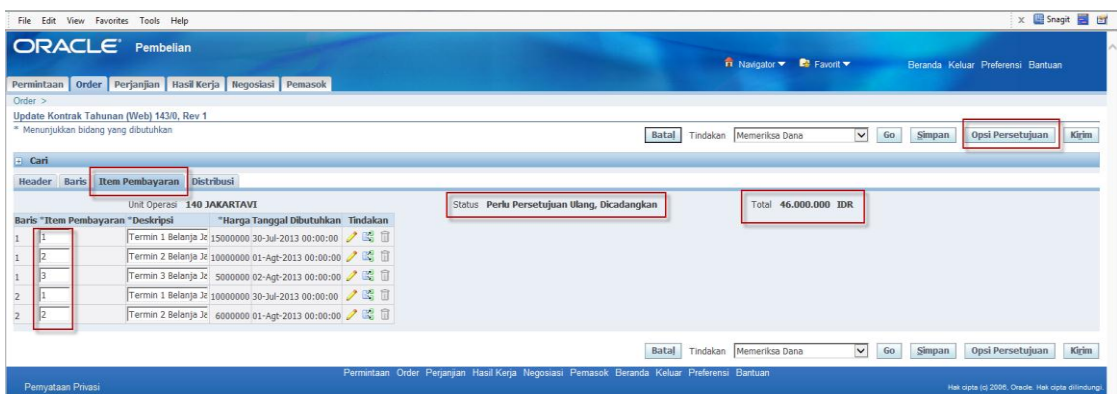 File Edit View Favorites Tools Help x Snagit
ORACLE Pembelian
Navigator Favorit Beranda Keluar Preferensi Bantuan
Permintaan Order Perjanjian Hasil Kerja Negosiasi Pemasok
Order >
Update Kontrak Tahunan (Web) 143/0, Rev 1
* Menunjukkan bidang yang dibutuhkan
Batal Tindakan Memeriksa Dana Go Simpan Opsi Persetujuan Kirim
Cari
Header Baris Item Pembayaran Distribusi
Unit Operasi 140 JAKARTAVI Status Perlu Persetujuan Ulang, Dicadangkan Total 46.000.000 IDR
Baris *Item Pembayaran *Deskripsi *Harga Tanggal Dibutuhkan Tindakan
1 1 Termin 1 Belanja Ja 15000000 30-Jul-2013 00:00:00
1 2 Termin 2 Belanja Ja 10000000 01-Agt-2013 00:00:00
1 3 Termin 3 Belanja Ja 5000000 02-Agt-2013 00:00:00
2 1 Termin 1 Belanja Ja 10000000 30-Jul-2013 00:00:00
2 2 Termin 2 Belanja Ja 6000000 01-Agt-2013 00:00:00
Batal Tindakan Memeriksa Dana Go Simpan Opsi Persetujuan Kirim
Permintaan Order Perjanjian Hasil Kerja Negosiasi Pemasok Beranda Keluar Preferensi Bantuan
Pernyataan Privasi Hak cipta (c) 2006, Oracle. Hak cipta dilindungi.